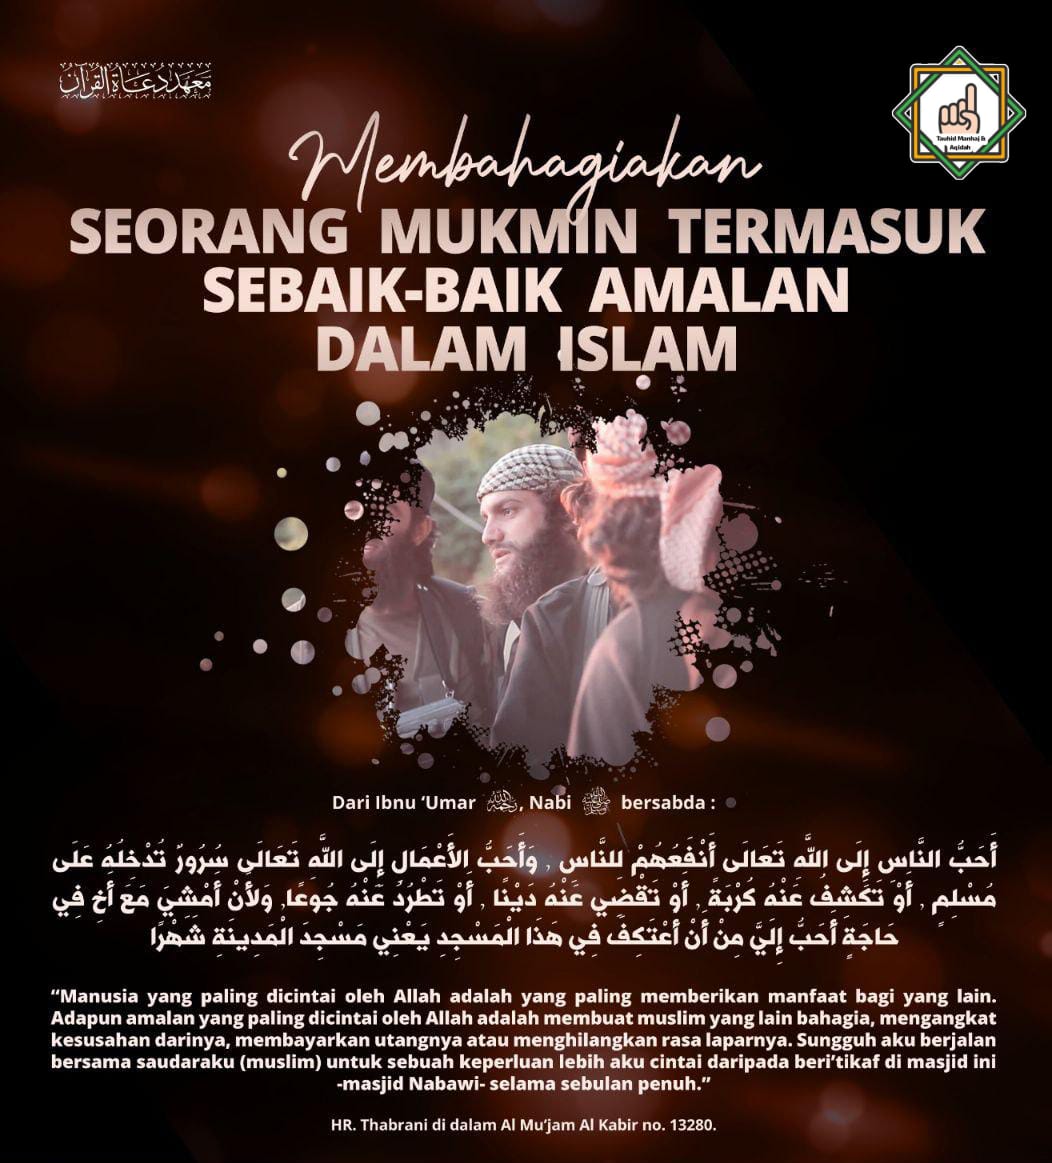 معهد دعاة القرآن
Tauhid Manhaj &
Aqidah
Membahagiakan
SEORANG MUKMIN TERMASUK
SEBAIK-BAIK AMALAN
DALAM ISLAM
Dari Ibnu ‘Umar رحمه الله, Nabi ﷺ bersabda :
أَحَبُّ النَّاسِ إِلَى اللَّهِ تَعَالَى أَنْفَعُهُمْ لِلنَّاسِ , وَأَحَبُّ الأَعْمَالِ إِلَى اللَّهِ تَعَالَى سُرُورٌ تُدْخِلُهُ عَلَى
مُسْلِمٍ , أَوْ تَكَشِفُ عَنْهُ كُرْبَةً , أَوْ تَقْضِي عَنْهُ دَيْنًا , أَوْ تَطْرُدُ عَنْهُ جُوعًا, وَلأَنْ أَمْشِيَ مَعَ أَخٍ فِي
حَاجَةٍ أَحَبُّ إِلَيَّ مِنْ أَنْ أَعْتَكِفَ فِي هَذَا الْمَسْجِدِ يَعْنِي مَسْجِدَ الْمَدِينَةِ شَهْرًا
“Manusia yang paling dicintai oleh Allah adalah yang paling memberikan manfaat bagi yang lain.
Adapun amalan yang paling dicintai oleh Allah adalah membuat muslim yang lain bahagia, mengangkat
kesusahan darinya, membayarkan utangnya atau menghilangkan rasa laparnya. Sungguh aku berjalan
bersama saudaraku (muslim) untuk sebuah keperluan lebih aku cintai daripada beri’tikaf di masjid ini
-masjid Nabawi- selama sebulan penuh.”
HR. Thabrani di dalam Al Mu’jam Al Kabir no. 13280.